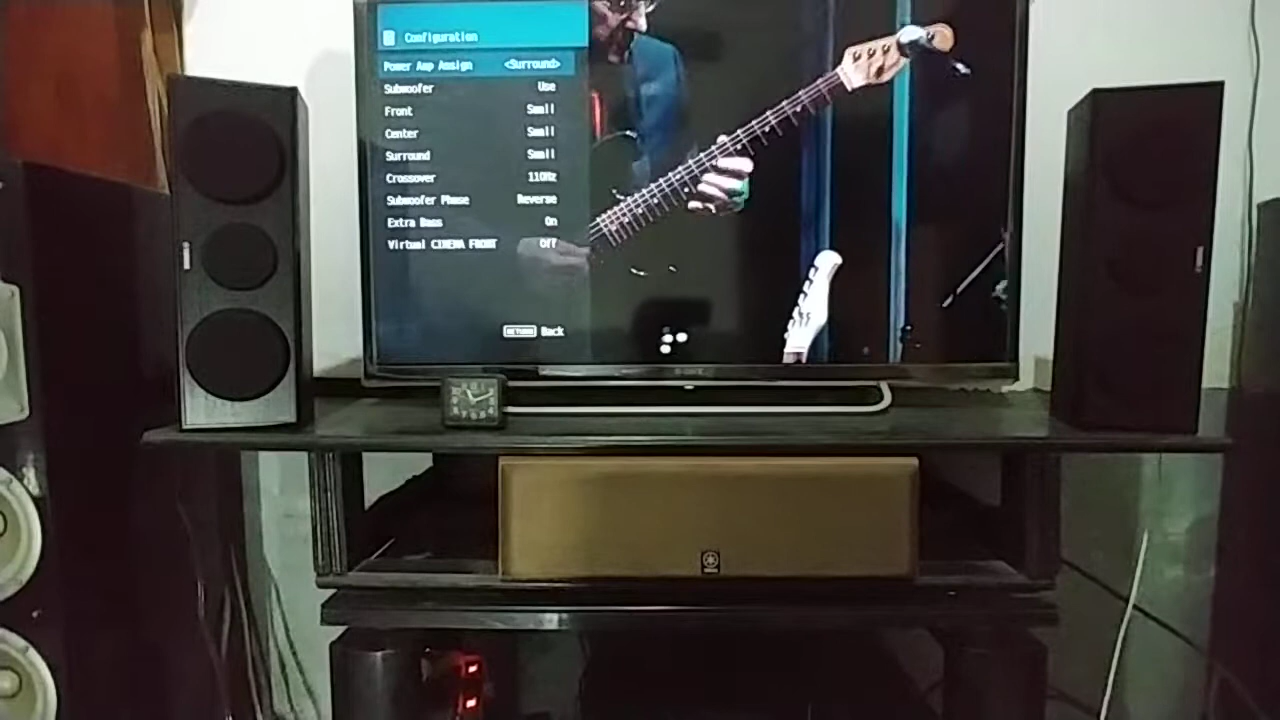 Configuration
Power Amp Assign <Surround>
Subwoofer Use
Front Small
Center Small
Surround Small
Crossover 110Hz
Subwoofer Phase Reverse
Extra Bass On
Virtual CINEMA FRONT Off
RETURN Back
SONY